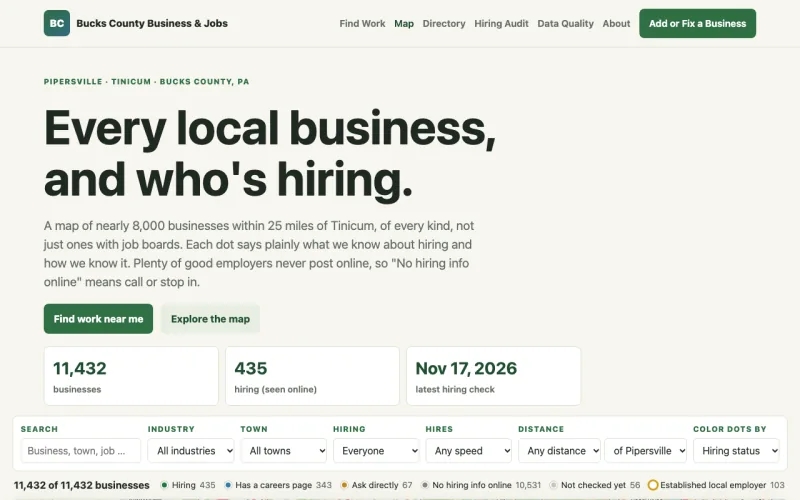 BC Bucks County Business & Jobs Find Work Map Directory Hiring Audit Data Quality About Add or Fix a Business
PIPERSVILLE · TINICUM · BUCKS COUNTY, PA
Every local business,
and who's hiring.
A map of nearly 8,000 businesses within 25 miles of Tinicum, of every kind, not
just ones with job boards. Each dot says plainly what we know about hiring and
how we know it. Plenty of good employers never post online, so "No hiring info
online" means call or stop in.
Find work near me Explore the map
11,432 435 Nov 17, 2026
businesses hiring (seen online) latest hiring check
SEARCH INDUSTRY TOWN HIRING HIRES DISTANCE COLOR DOTS BY
Business, town, job ... All industries All towns Everyone Any speed Any distance of Pipersville Hiring status
11,432 of 11,432 businesses Hiring 435 Has a careers page 343 Ask directly 67 No hiring info online 10,531 Not checked yet 56 Established local employer 103